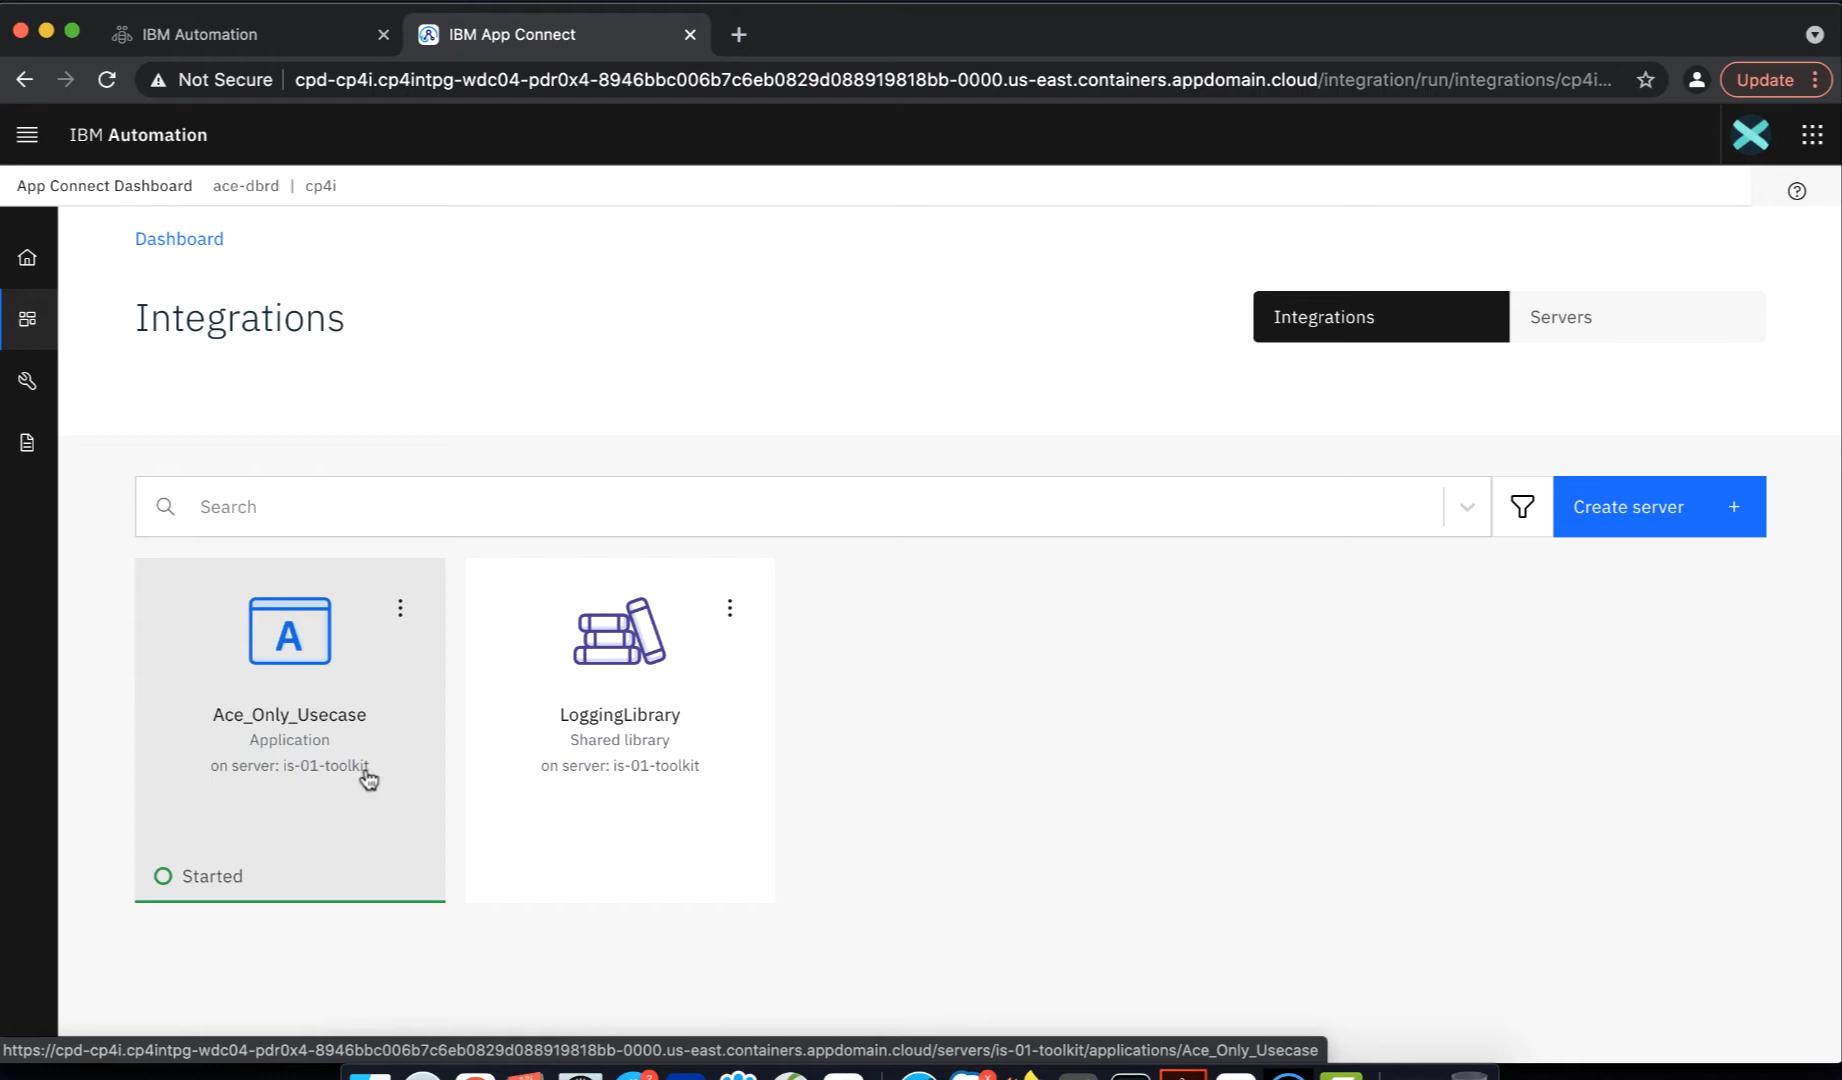 IBM Automation
IBM App Connect
Not Secure
cpd-cp4i.cp4intpg-wdc04-pdr0x4-8946bbc006b7c6eb0829d088919818bb-0000.us-east.containers.appdomain.cloud/integration/run/integrations/cp4i...
Update
IBM Automation
App Connect Dashboard ace-dbrd | cp4i
Dashboard
Integrations
Integrations
Servers
Search
Create server +
A
Ace_Only_Usecase
Application
on server: is-01-toolkit
Started
LoggingLibrary
Shared library
on server: is-01-toolkit
https://cpd-cp4i.cp4intpg-wdc04-pdr0x4-8946bbc006b7c6eb0829d088919818bb-0000.us-east.containers.appdomain.cloud/servers/is-01-toolkit/applications/Ace_Only_Usecase